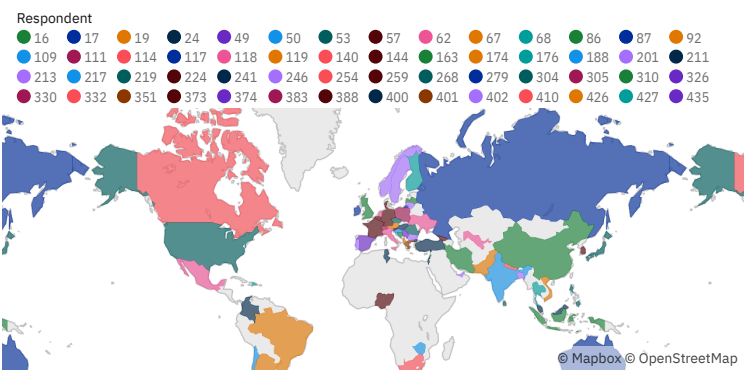 Respondent
16 17 19 24 49 50 53 57 62 67 68 86 87 92
109 111 114 117 118 119 140 144 163 174 176 188 201 211
213 217 219 224 241 246 254 259 268 279 304 305 310 326
330 332 351 373 374 383 388 400 401 402 410 426 427 435
© Mapbox © OpenStreetMap